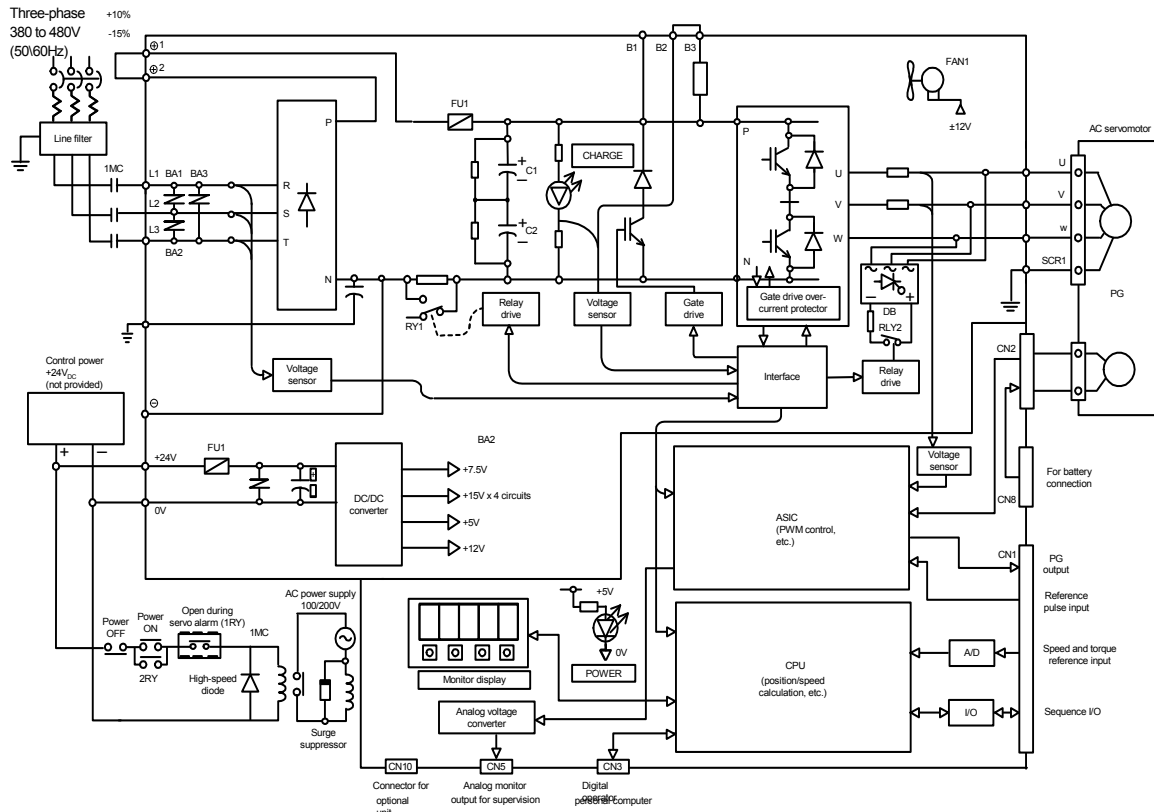 Three-phase
380 to 480V
(50\60Hz)
+10%
-15%
⊕1
⊕2
B1
B2
B3
FAN1
±12V
FU1
Line filter
P
CHARGE
+
C1
−
+
C2
−
P
AC servomotor
U
V
w
SCR1
PG
1MC
L1
BA1
BA3
L2
L3
BA2
R
S
T
N
U
V
W
N
Gate drive over-
current protector
− +
DB
RLY2
RY1
Relay
drive
Voltage
sensor
Gate
drive
Interface
Relay
drive
CN2
Control power
+24VDC
(not provided)
+ −
Voltage
sensor
⊖
+24V
FU1
+
0V
DC/DC
converter
BA2
+7.5V
+15V x 4 circuits
+5V
+12V
ASIC
(PWM control,
etc.)
Voltage
sensor
For battery
connection
CN8
CN1
PG
output
Reference
pulse input
Power
OFF
Power
ON
Open during
servo alarm (1RY)
2RY
High-speed
diode
1MC
AC power supply
100/200V
Surge
suppressor
Monitor display
+5V
0V
POWER
Analog voltage
converter
CPU
(position/speed
calculation, etc.)
A/D
Speed and torque
reference input
I/O
Sequence I/O
CN10
CN5
CN3
Connector for
optional
unit
Analog monitor
output for supervision
Digital
operator
personal computer